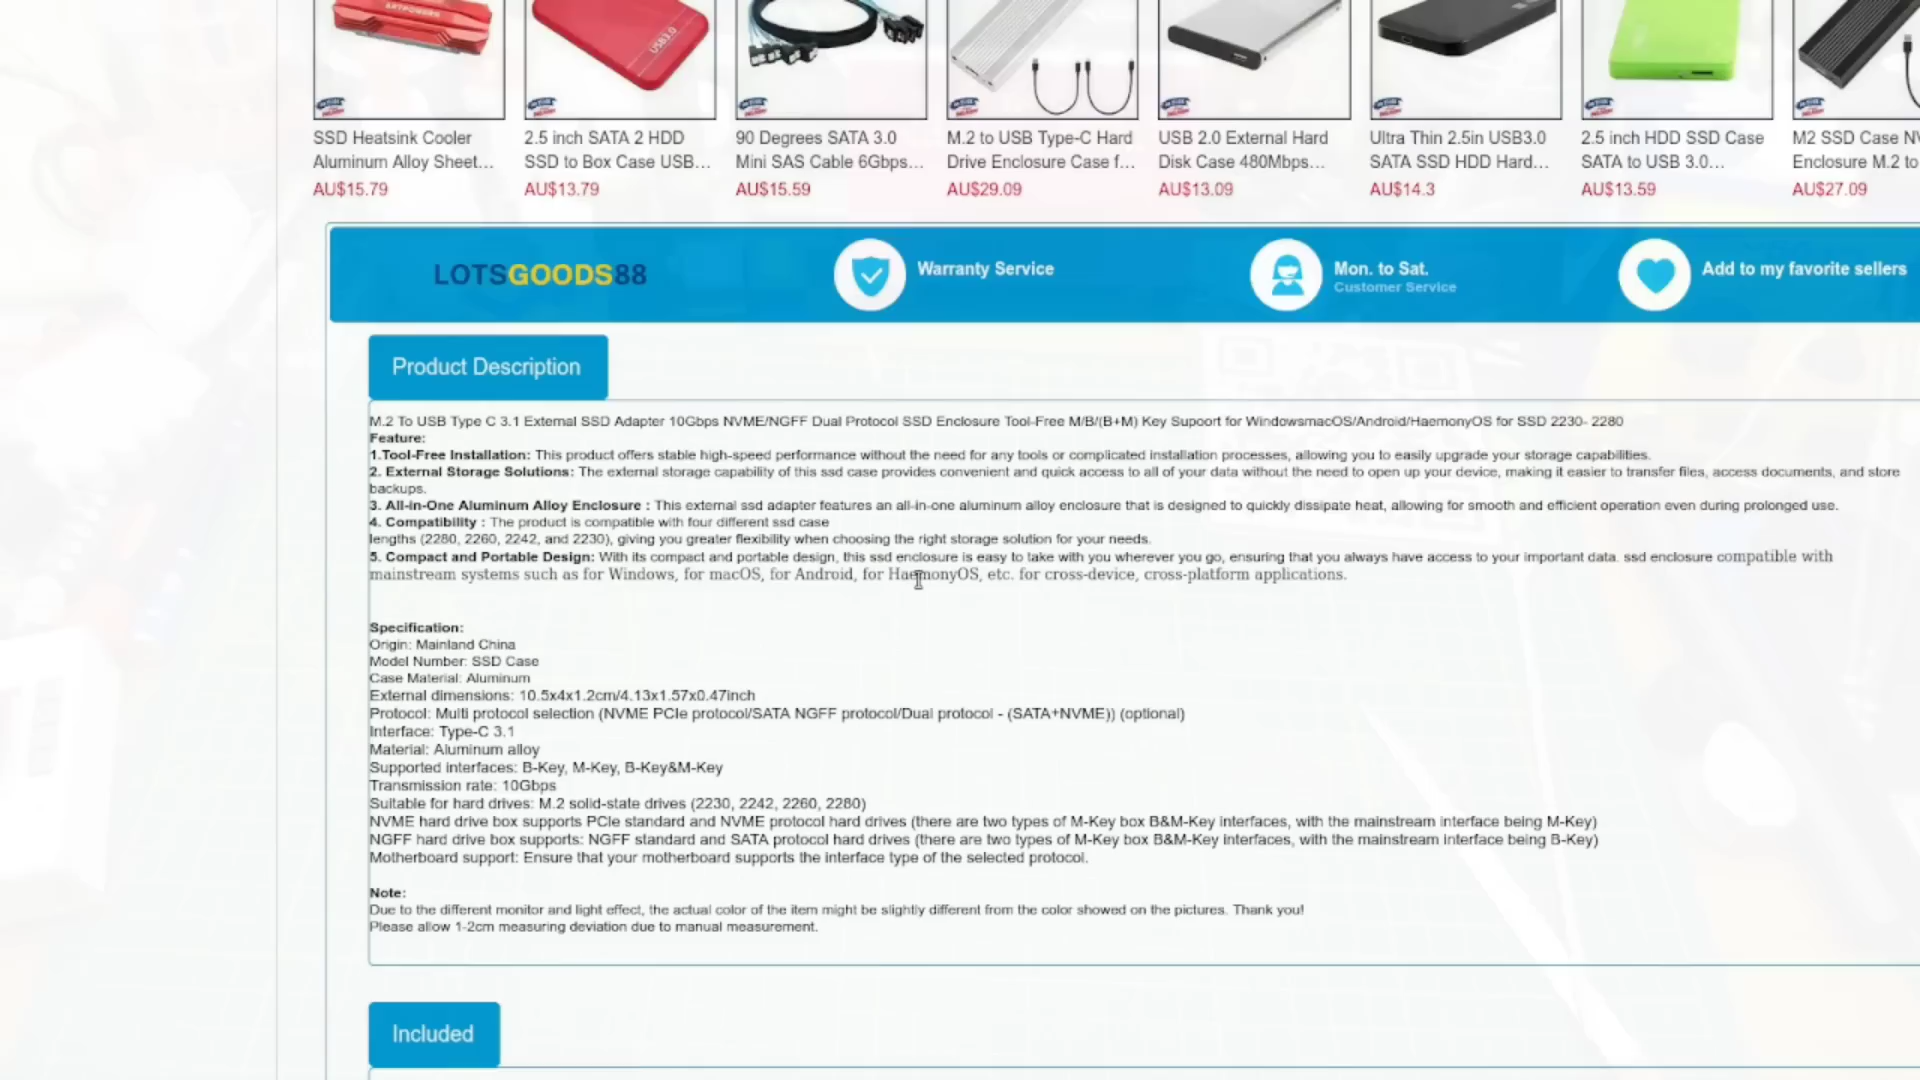 SSD Heatsink Cooler
Aluminum Alloy Sheet...
AU$15.79
2.5 inch SATA 2 HDD
SSD to Box Case USB...
AU$13.79
90 Degrees SATA 3.0
Mini SAS Cable 6Gbps...
AU$15.59
M.2 to USB Type-C Hard
Drive Enclosure Case f...
AU$29.09
USB 2.0 External Hard
Disk Case 480Mbps...
AU$13.09
Ultra Thin 2.5in USB3.0
SATA SSD HDD Hard...
AU$14.3
2.5 inch HDD SSD Case
SATA to USB 3.0...
AU$13.59
M2 SSD Case NV
Enclosure M.2 to
AU$27.09
USB3.0
LOTSGOODS88
Warranty Service
Mon. to Sat.
Customer Service
Add to my favorite sellers
Product Description
M.2 To USB Type C 3.1 External SSD Adapter 10Gbps NVME/NGFF Dual Protocol SSD Enclosure Tool-Free M/B/(B+M) Key Supoort for WindowsmacOS/Android/HaemonyOS for SSD 2230- 2280
Feature:
1.Tool-Free Installation: This product offers stable high-speed performance without the need for any tools or complicated installation processes, allowing you to easily upgrade your storage capabilities.
2. External Storage Solutions: The external storage capability of this ssd case provides convenient and quick access to all of your data without the need to open up your device, making it easier to transfer files, access documents, and store
backups.
3. All-in-One Aluminum Alloy Enclosure : This external ssd adapter features an all-in-one aluminum alloy enclosure that is designed to quickly dissipate heat, allowing for smooth and efficient operation even during prolonged use.
4. Compatibility : The product is compatible with four different ssd case
lengths (2280, 2260, 2242, and 2230), giving you greater flexibility when choosing the right storage solution for your needs.
5. Compact and Portable Design: With its compact and portable design, this ssd enclosure is easy to take with you wherever you go, ensuring that you always have access to your important data. ssd enclosure compatible with
mainstream systems such as for Windows, for macOS, for Android, for HaemonyOS, etc. for cross-device, cross-platform applications.
Specification:
Origin: Mainland China
Model Number: SSD Case
Case Material: Aluminum
External dimensions: 10.5x4x1.2cm/4.13x1.57x0.47inch
Protocol: Multi protocol selection (NVME PCIe protocol/SATA NGFF protocol/Dual protocol - (SATA+NVME)) (optional)
Interface: Type-C 3.1
Material: Aluminum alloy
Supported interfaces: B-Key, M-Key, B-Key&M-Key
Transmission rate: 10Gbps
Suitable for hard drives: M.2 solid-state drives (2230, 2242, 2260, 2280)
NVME hard drive box supports PCIe standard and NVME protocol hard drives (there are two types of M-Key box B&M-Key interfaces, with the mainstream interface being M-Key)
NGFF hard drive box supports: NGFF standard and SATA protocol hard drives (there are two types of M-Key box B&M-Key interfaces, with the mainstream interface being B-Key)
Motherboard support: Ensure that your motherboard supports the interface type of the selected protocol.
Note:
Due to the different monitor and light effect, the actual color of the item might be slightly different from the color showed on the pictures. Thank you!
Please allow 1-2cm measuring deviation due to manual measurement.
Included